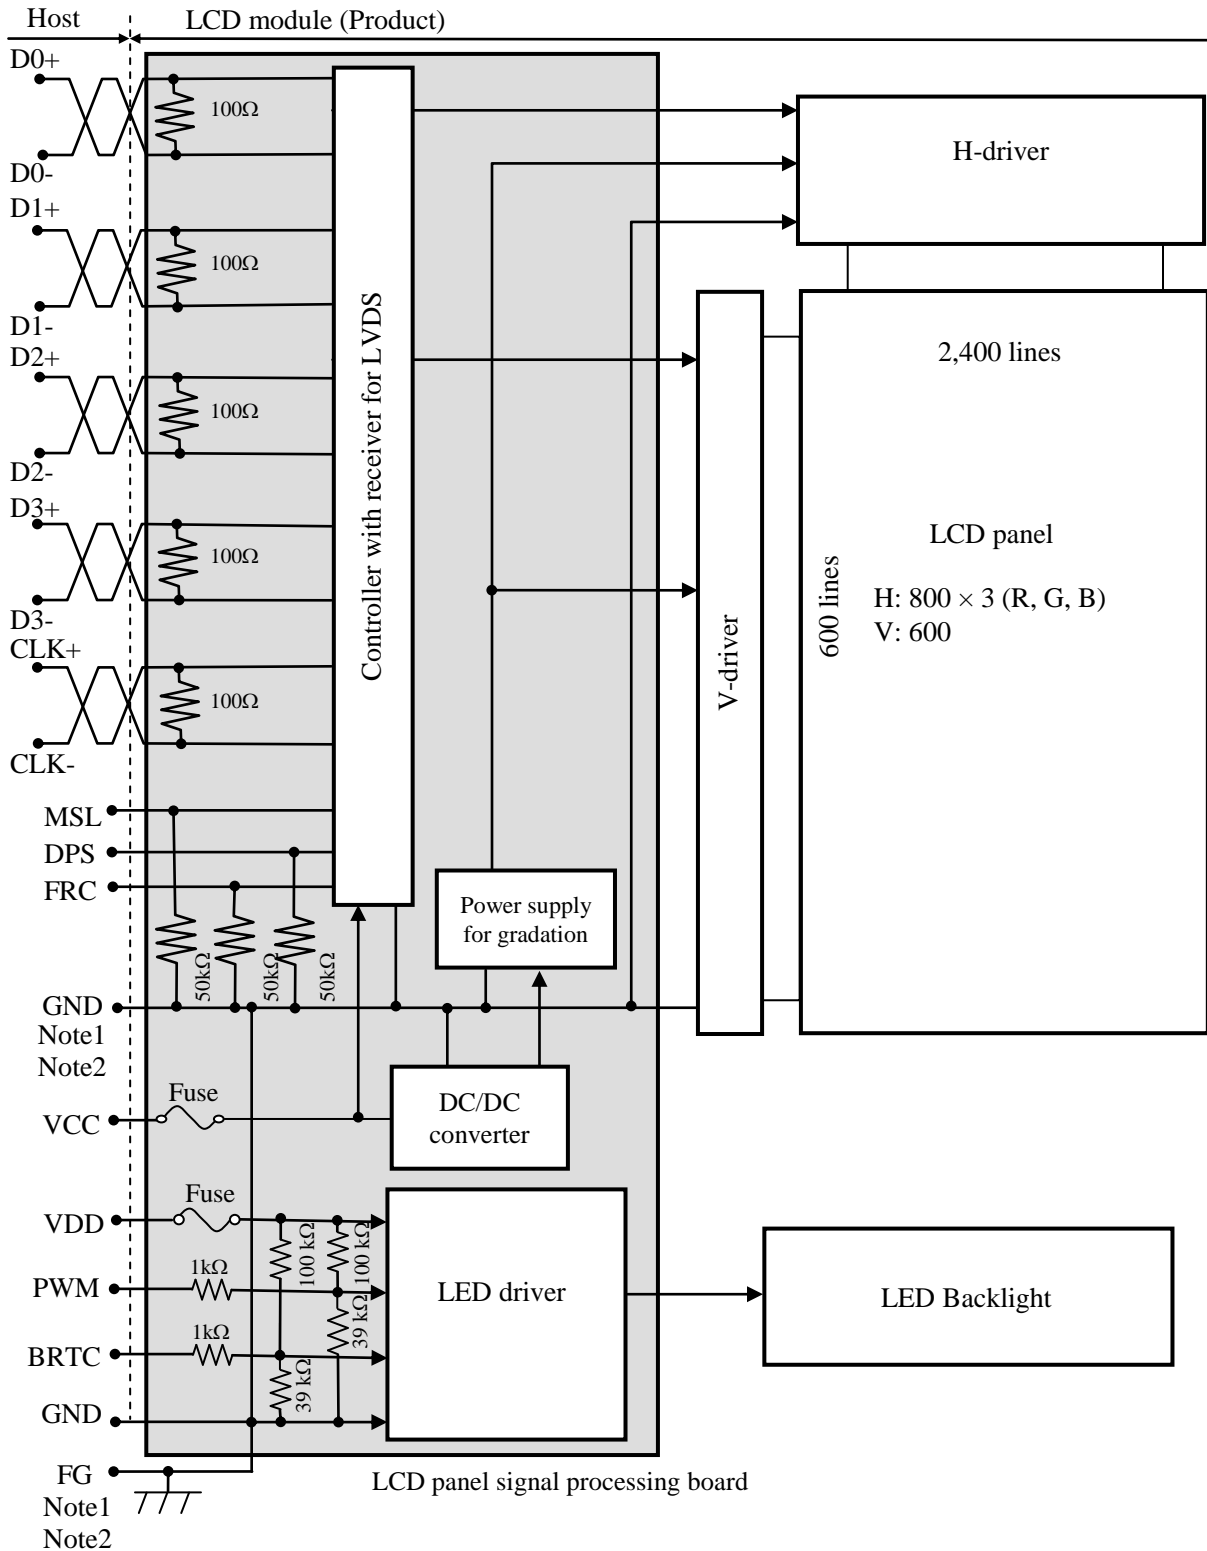 Host
LCD module (Product)
D0+
100Ω
D0-
D1+
100Ω
D1-
D2+
100Ω
D2-
D3+
100Ω
D3-
CLK+
100Ω
CLK-
MSL
DPS
FRC
50kΩ
50kΩ
50kΩ
GND
Note1
Note2
Controller with receiver for LVDS
H-driver
2,400 lines
LCD panel
H: 800 × 3 (R, G, B)
V: 600
600 lines
V-driver
Power supply
for gradation
Fuse
VCC
DC/DC
converter
Fuse
VDD
100 kΩ
100 kΩ
1kΩ
PWM
39 kΩ
1kΩ
BRTC
39 kΩ
GND
LED driver
LED Backlight
FG
Note1
Note2
LCD panel signal processing board